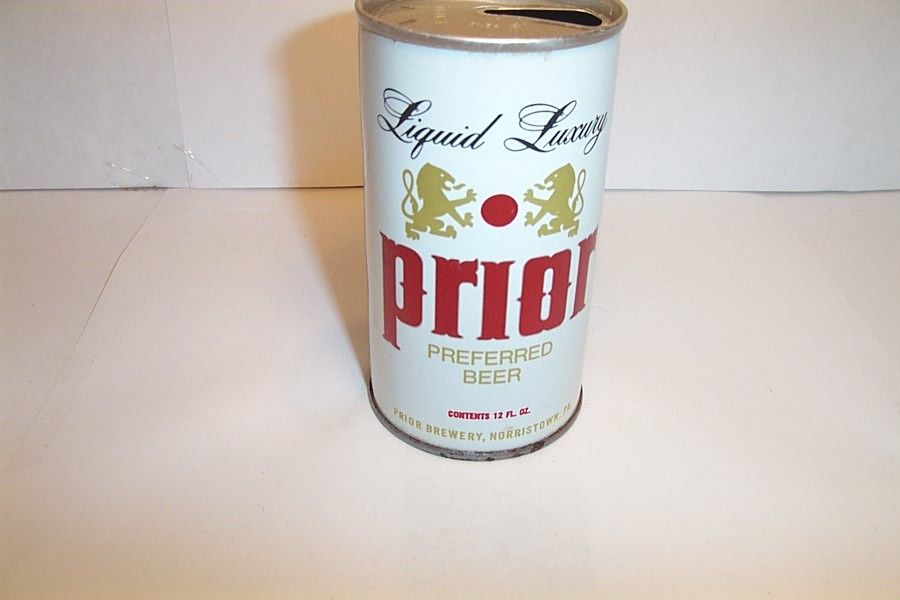 Liquid Luxury
prior
PREFERRED
BEER
CONTENTS 12 FL. OZ.
PRIOR BREWERY, NORRISTOWN, PA